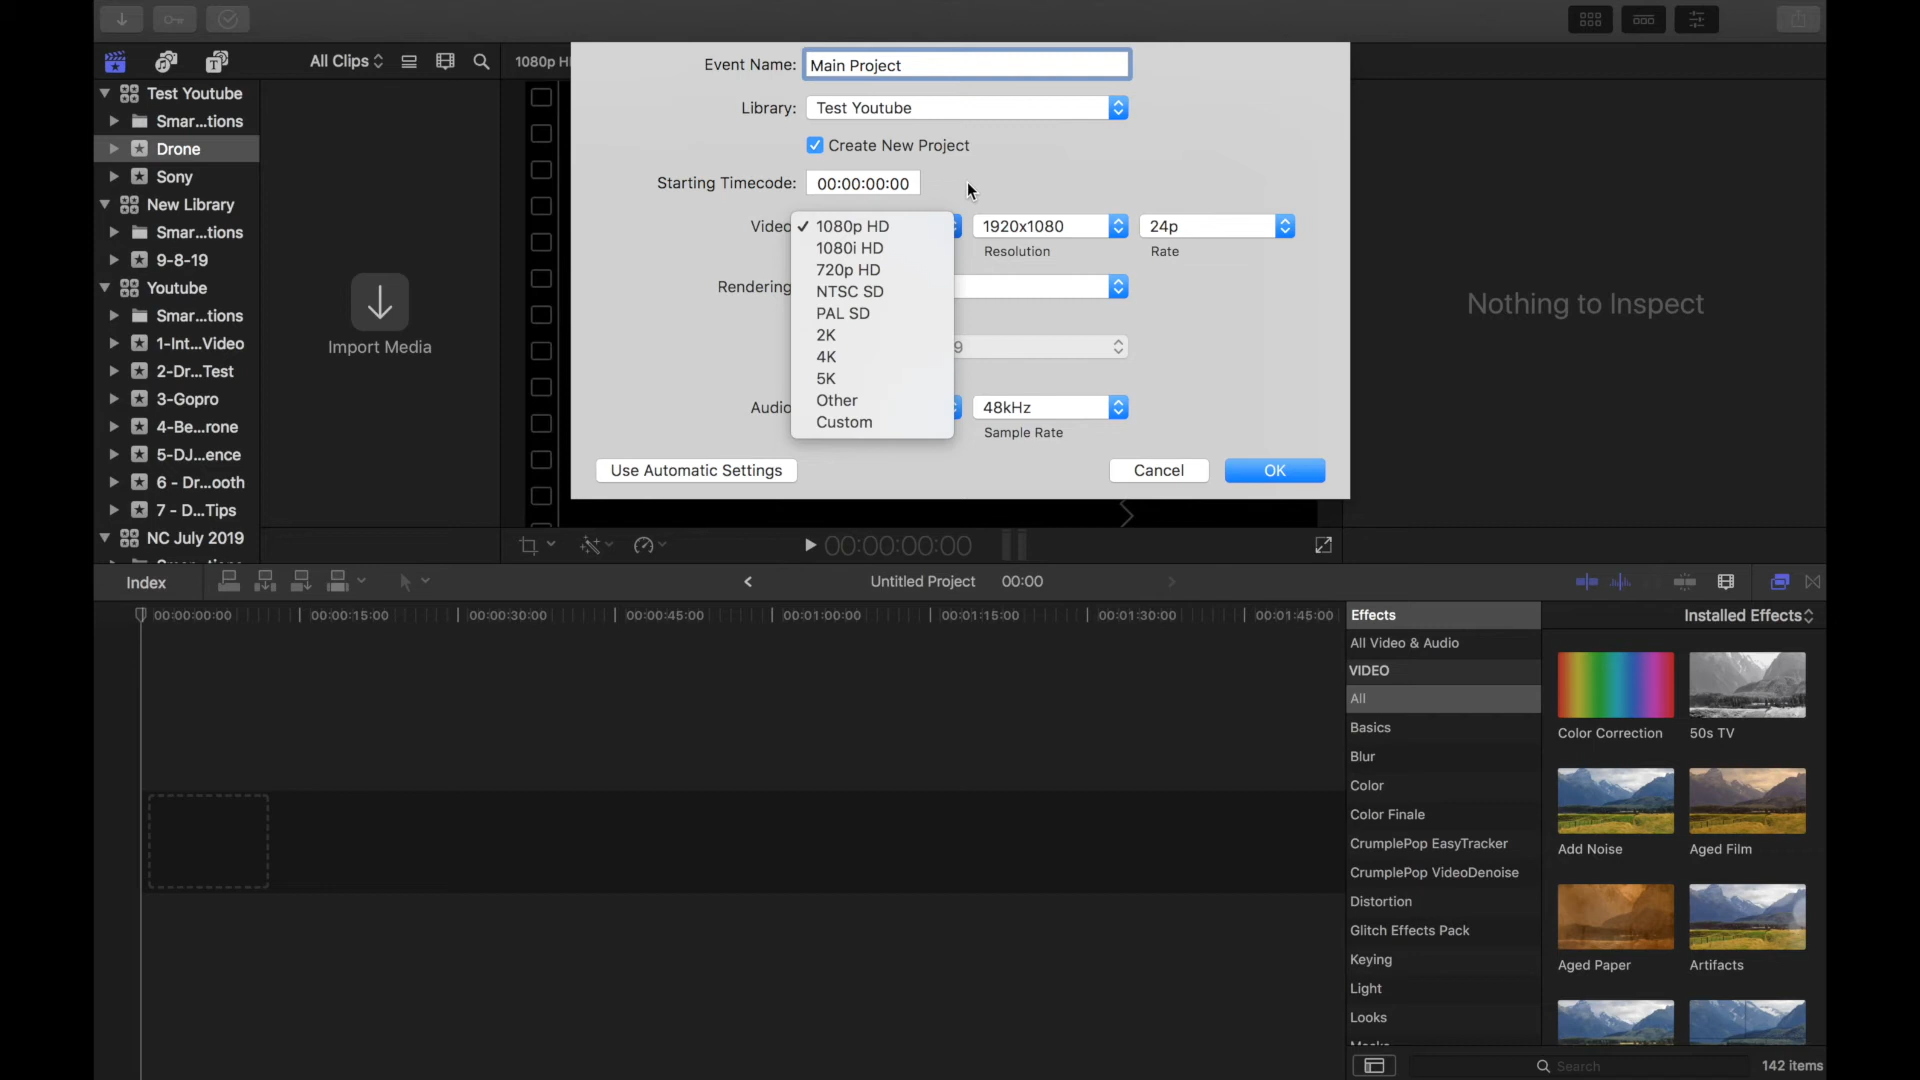 All Clips
1080p H
Test Youtube
Smar...tions
Drone
Sony
New Library
Smar...tions
9-8-19
Youtube
Smar...tions
1-Int...Video
2-Dr...Test
3-Gopro
4-Be...rone
5-DJ...ence
6 - Dr...ooth
7 - D...Tips
NC July 2019
Import Media
Event Name: Main Project
Library: Test Youtube
Create New Project
Starting Timecode: 00:00:00:00
Video
1080p HD
1080i HD
720p HD
NTSC SD
PAL SD
2K
4K
5K
Other
Custom
1920x1080
Resolution
24p
Rate
Rendering
9
Audio
48kHz
Sample Rate
Use Automatic Settings
Cancel
OK
Nothing to Inspect
00:00:00:00
Index
Untitled Project 00:00
00:00:00:00 00:00:15:00 00:00:30:00 00:00:45:00 00:01:00:00 00:01:15:00 00:01:30:00 00:01:45:00
Effects
All Video & Audio
VIDEO
All
Basics
Blur
Color
Color Finale
CrumplePop EasyTracker
CrumplePop VideoDenoise
Distortion
Glitch Effects Pack
Keying
Light
Looks
Installed Effects
Color Correction
50s TV
Add Noise
Aged Film
Aged Paper
Artifacts
Search
142 items